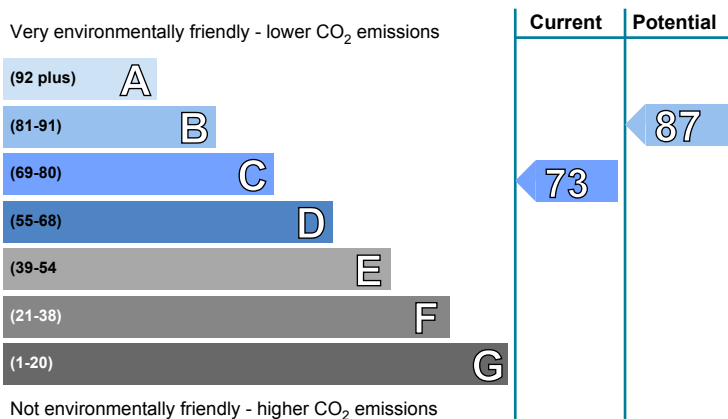 Current Potential
Very environmentally friendly - lower CO2 emissions
(92 plus) A
(81-91) B 87
(69-80) C 73
(55-68) D
(39-54 E
(21-38) F
(1-20) G
Not environmentally friendly - higher CO2 emissions